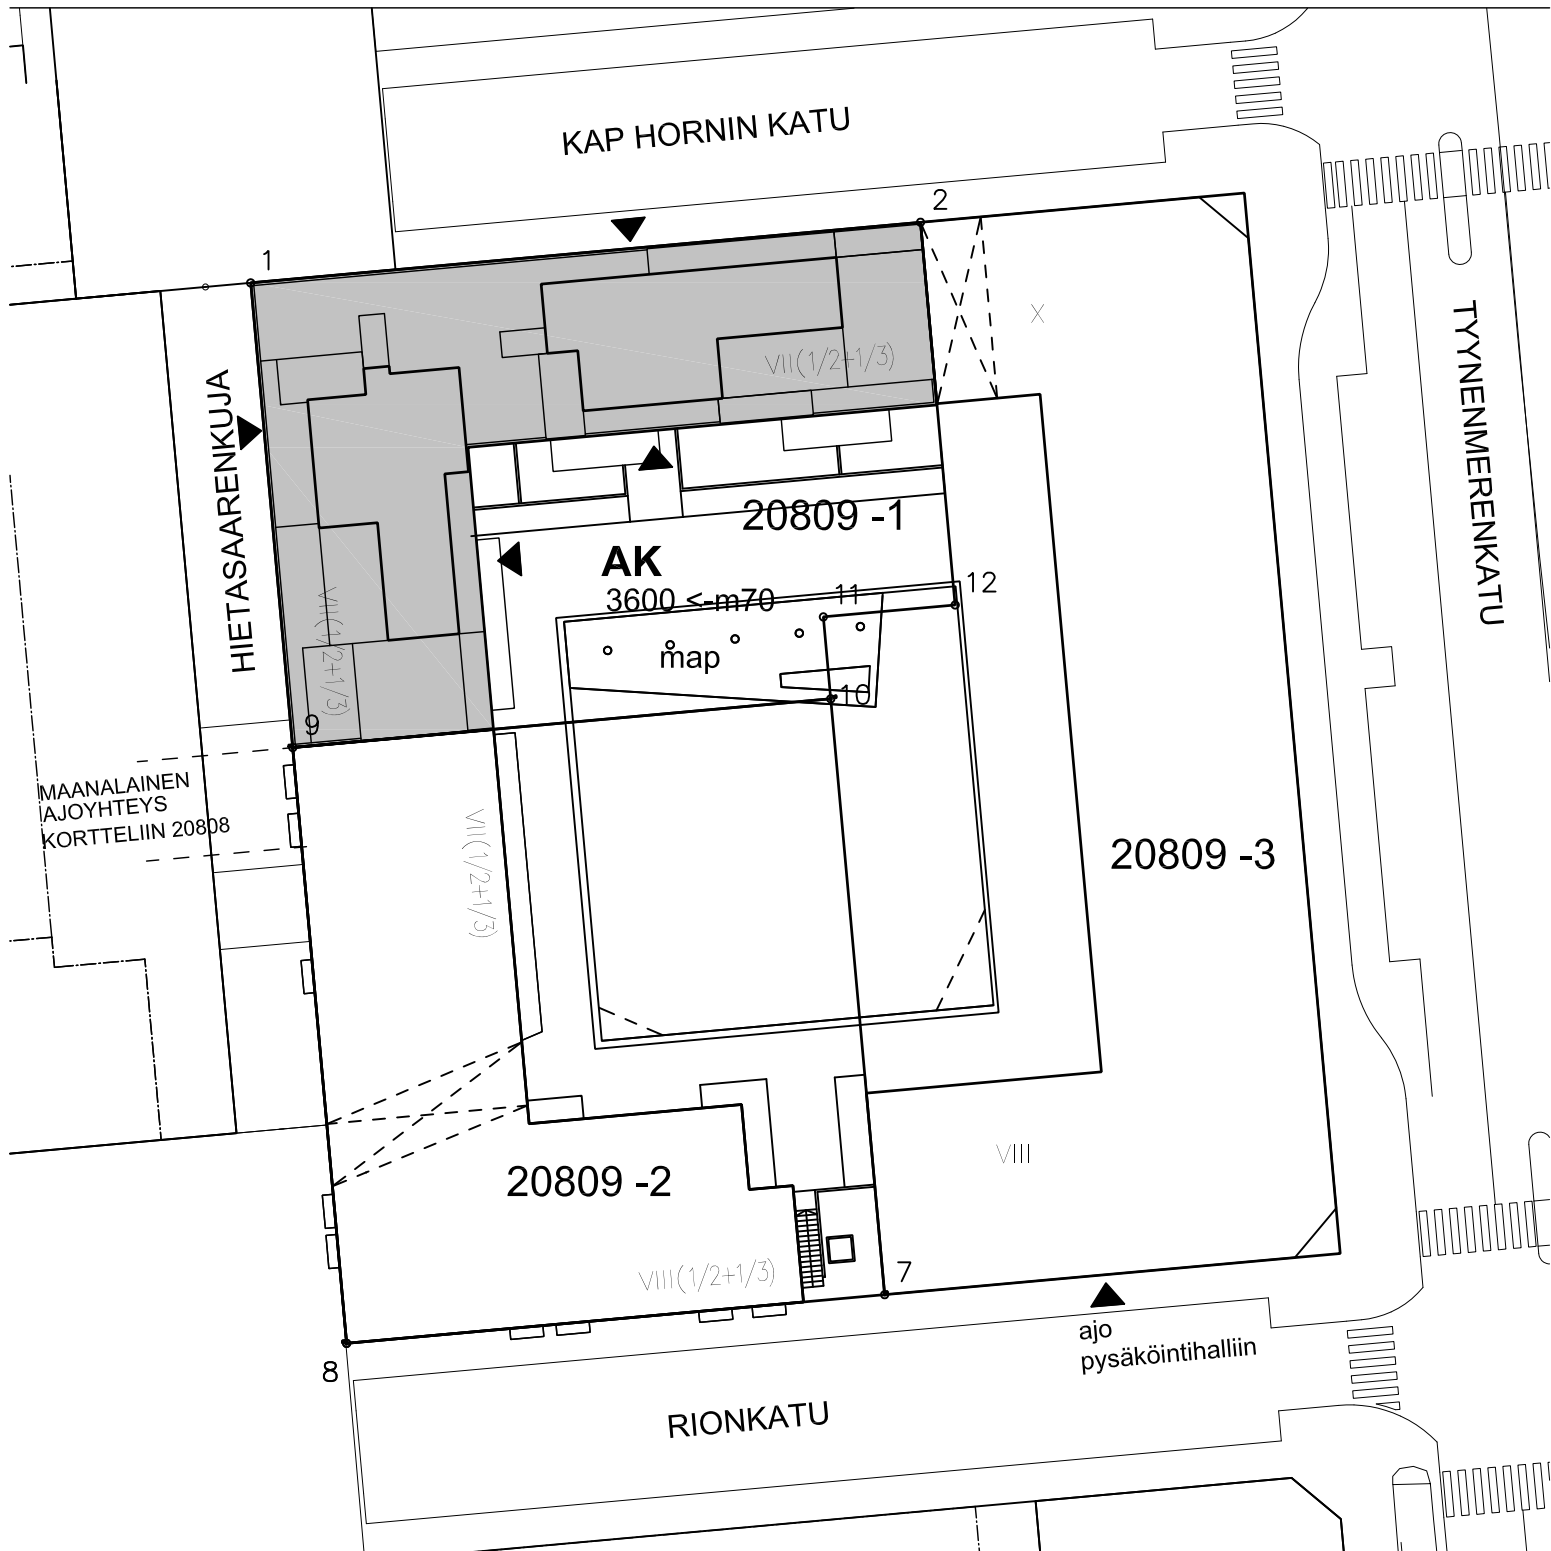 KAP HORNIN KATU
2
1
X
TYYNENMERENKATU
VII(1/2+1/3)
HIETASAARENKUJA
20809 -1
AK
3600 <-m70
11
12
map
10
VII(1/2+1/3)
9
MAANALAINEN
AJOYHTEYS
KORTTELIIN 20808
VII(1/2+1/3)
20809 -3
VIII
20809 -2
VIII(1/2+1/3)
7
ajo
pysäköintihalliin
8
RIONKATU